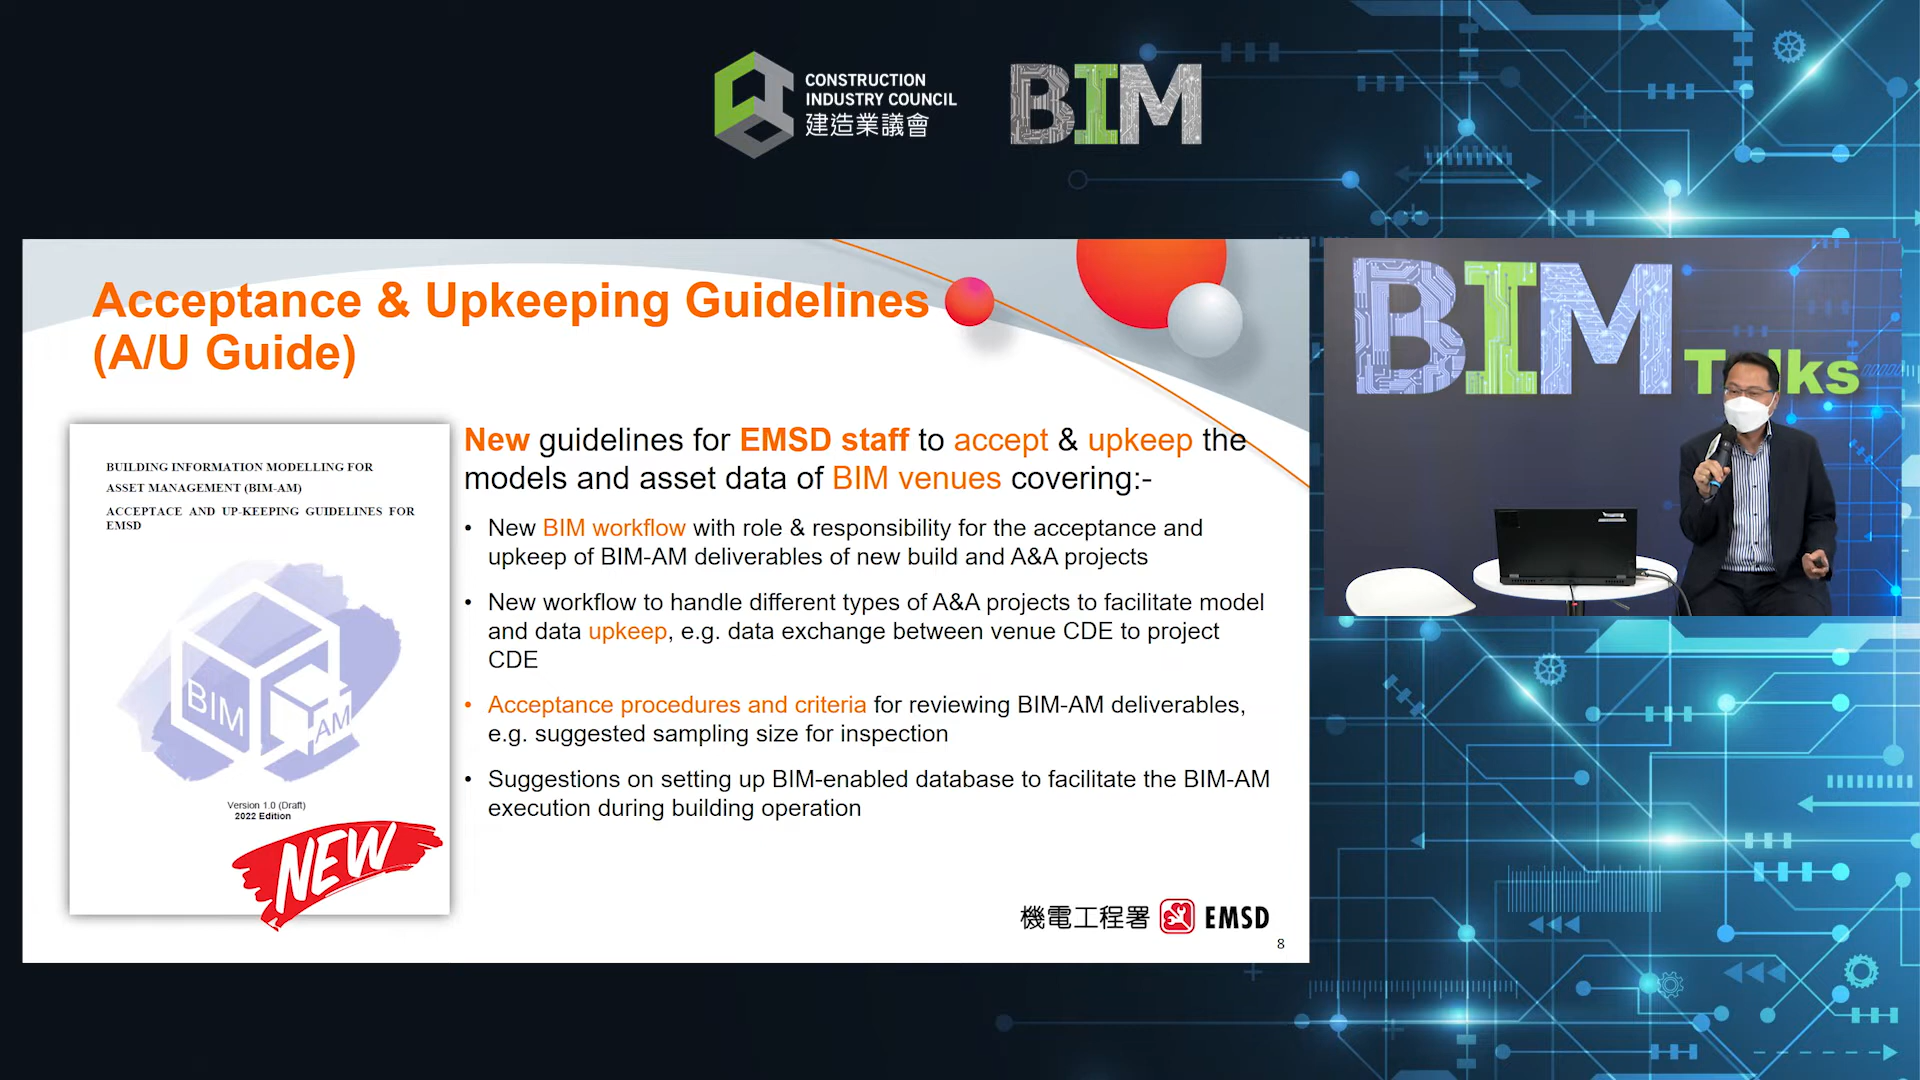 CONSTRUCTION
INDUSTRY COUNCIL
建造業議會
BIM
Acceptance & Upkeeping Guidelines
(A/U Guide)
BUILDING INFORMATION MODELLING FOR
ASSET MANAGEMENT (BIM-AM)
ACCEPTACE AND UP-KEEPING GUIDELINES FOR
EMSD
BIM
AM
Version 1.0 (Draft)
2022 Edition
NEW
New guidelines for EMSD staff to accept & upkeep the
models and asset data of BIM venues covering:-
• New BIM workflow with role & responsibility for the acceptance and
upkeep of BIM-AM deliverables of new build and A&A projects
• New workflow to handle different types of A&A projects to facilitate model
and data upkeep, e.g. data exchange between venue CDE to project
CDE
• Acceptance procedures and criteria for reviewing BIM-AM deliverables,
e.g. suggested sampling size for inspection
• Suggestions on setting up BIM-enabled database to facilitate the BIM-AM
execution during building operation
機電工程署 EMSD
8
BIM
T lks